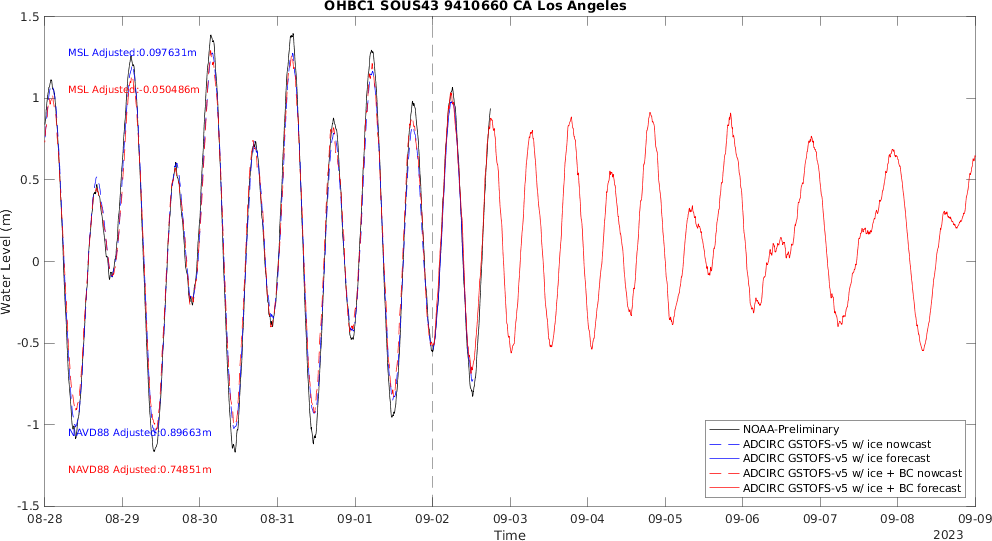 OHBC1 SOUS43 9410660 CA Los Angeles
1.5
MSL Adjusted:0.097631m
MSL Adjusted:-0.050486m
1
0.5
Water Level (m)
0
-0.5
-1
NAVD88 Adjusted:0.89663m
NAVD88 Adjusted:0.74851m
NOAA-Preliminary
ADCIRC GSTOFS-v5 w/ ice nowcast
ADCIRC GSTOFS-v5 w/ ice forecast
ADCIRC GSTOFS-v5 w/ ice + BC nowcast
ADCIRC GSTOFS-v5 w/ ice + BC forecast
-1.5
08-28 08-29 08-30 08-31 09-01 09-02 09-03 09-04 09-05 09-06 09-07 09-08 09-09
Time
2023